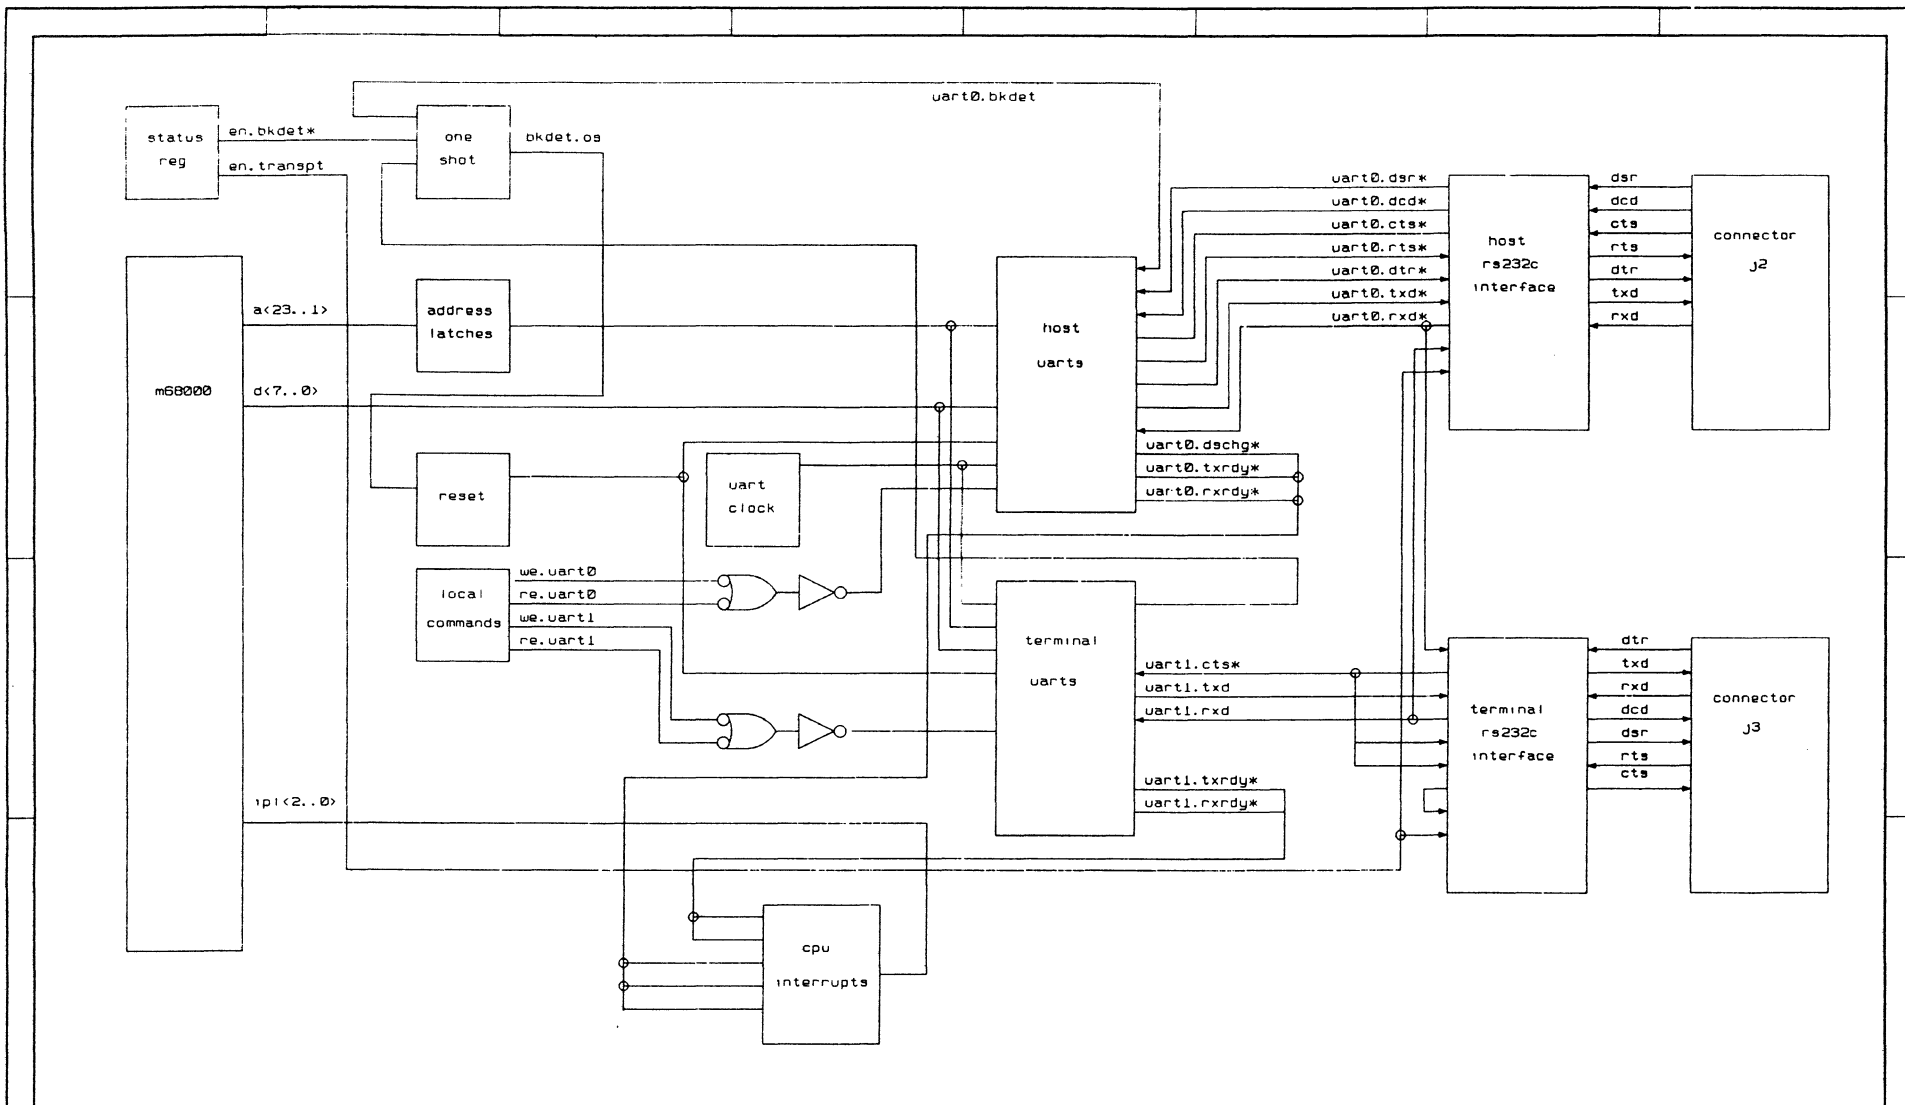 uart0.bkdet
status
reg
en.bkdet*
en.transpt
one
shot
bkdet.os
m68000
a<23..1>
d<7..0>
ipl<2..0>
address
latches
reset
uart
clock
local
commands
we.uart0
re.uart0
we.uart1
re.uart1
host
uarts
uart0.dsr*
uart0.dcd*
uart0.cts*
uart0.rts*
uart0.dtr*
uart0.txd*
uart0.rxd*
uart0.dschg*
uart0.txrdy*
uart0.rxrdy*
host
rs232c
interface
dsr
dcd
cts
rts
dtr
txd
rxd
connector
j2
terminal
uarts
uart1.cts*
uart1.txd
uart1.rxd
uart1.txrdy*
uart1.rxrdy*
terminal
rs232c
interface
dtr
txd
rxd
dcd
dsr
rts
cts
connector
j3
cpu
interrupts